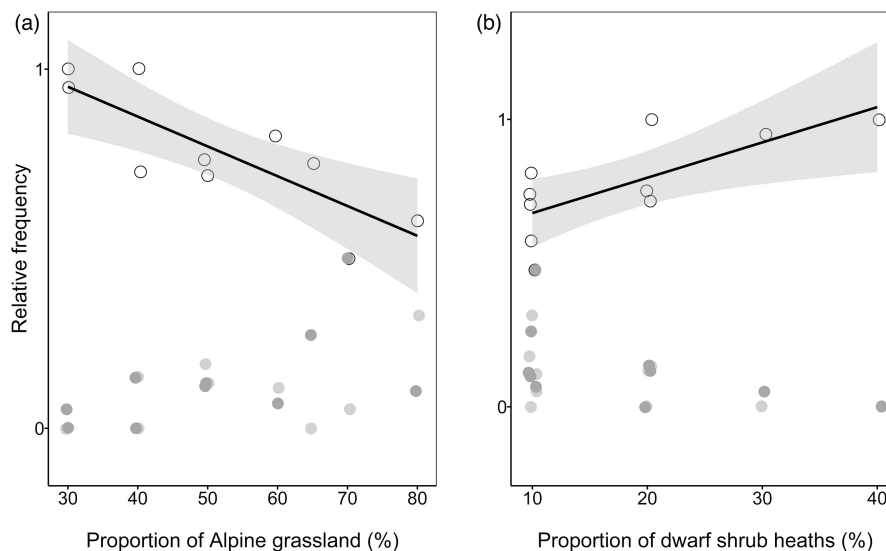 (a)
Relative frequency
1
0
30 40 50 60 70 80
Proportion of Alpine grassland (%)
(b)
1
0
10 20 30 40
Proportion of dwarf shrub heaths (%)